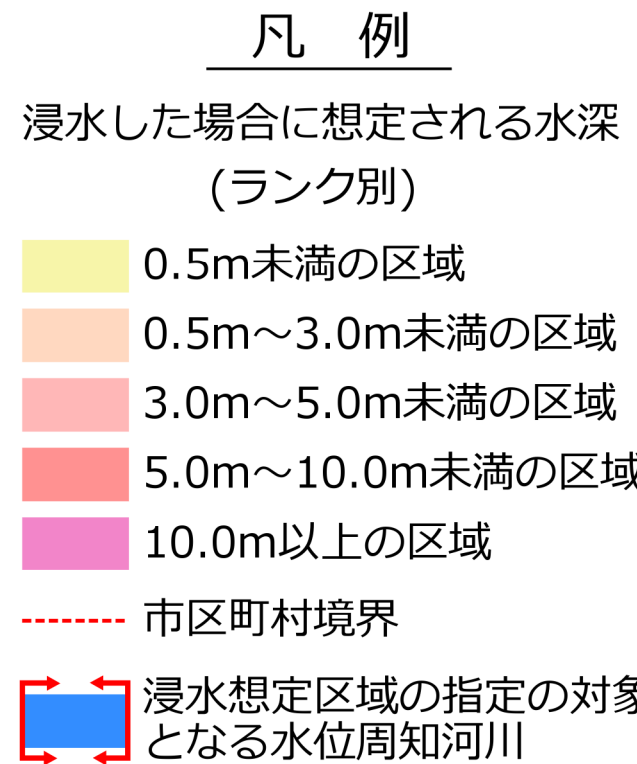 凡　例
浸水した場合に想定される水深
(ランク別)
0.5m未満の区域
0.5m～3.0m未満の区域
3.0m～5.0m未満の区域
5.0m～10.0m未満の区域
10.0m以上の区域
市区町村境界
浸水想定区域の指定の対象
となる水位周知河川